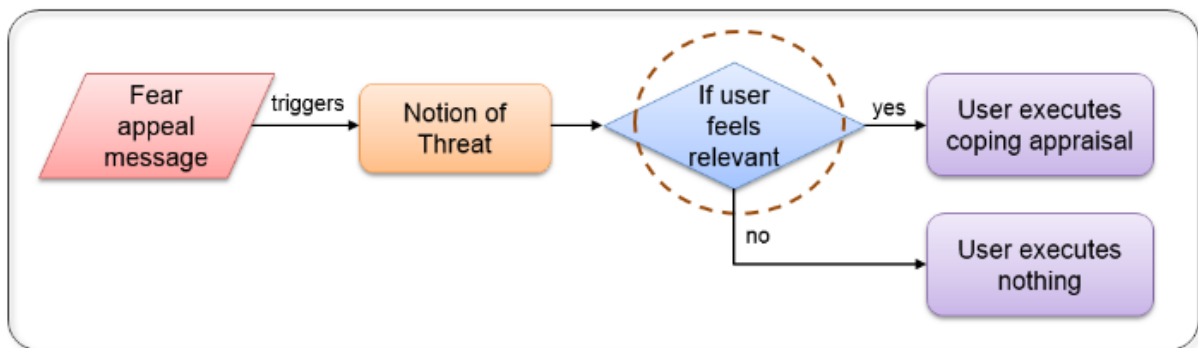 Fear
appeal
message
triggers
Notion of
Threat
If user
feels
relevant
yes
User executes
coping appraisal
no
User executes
nothing